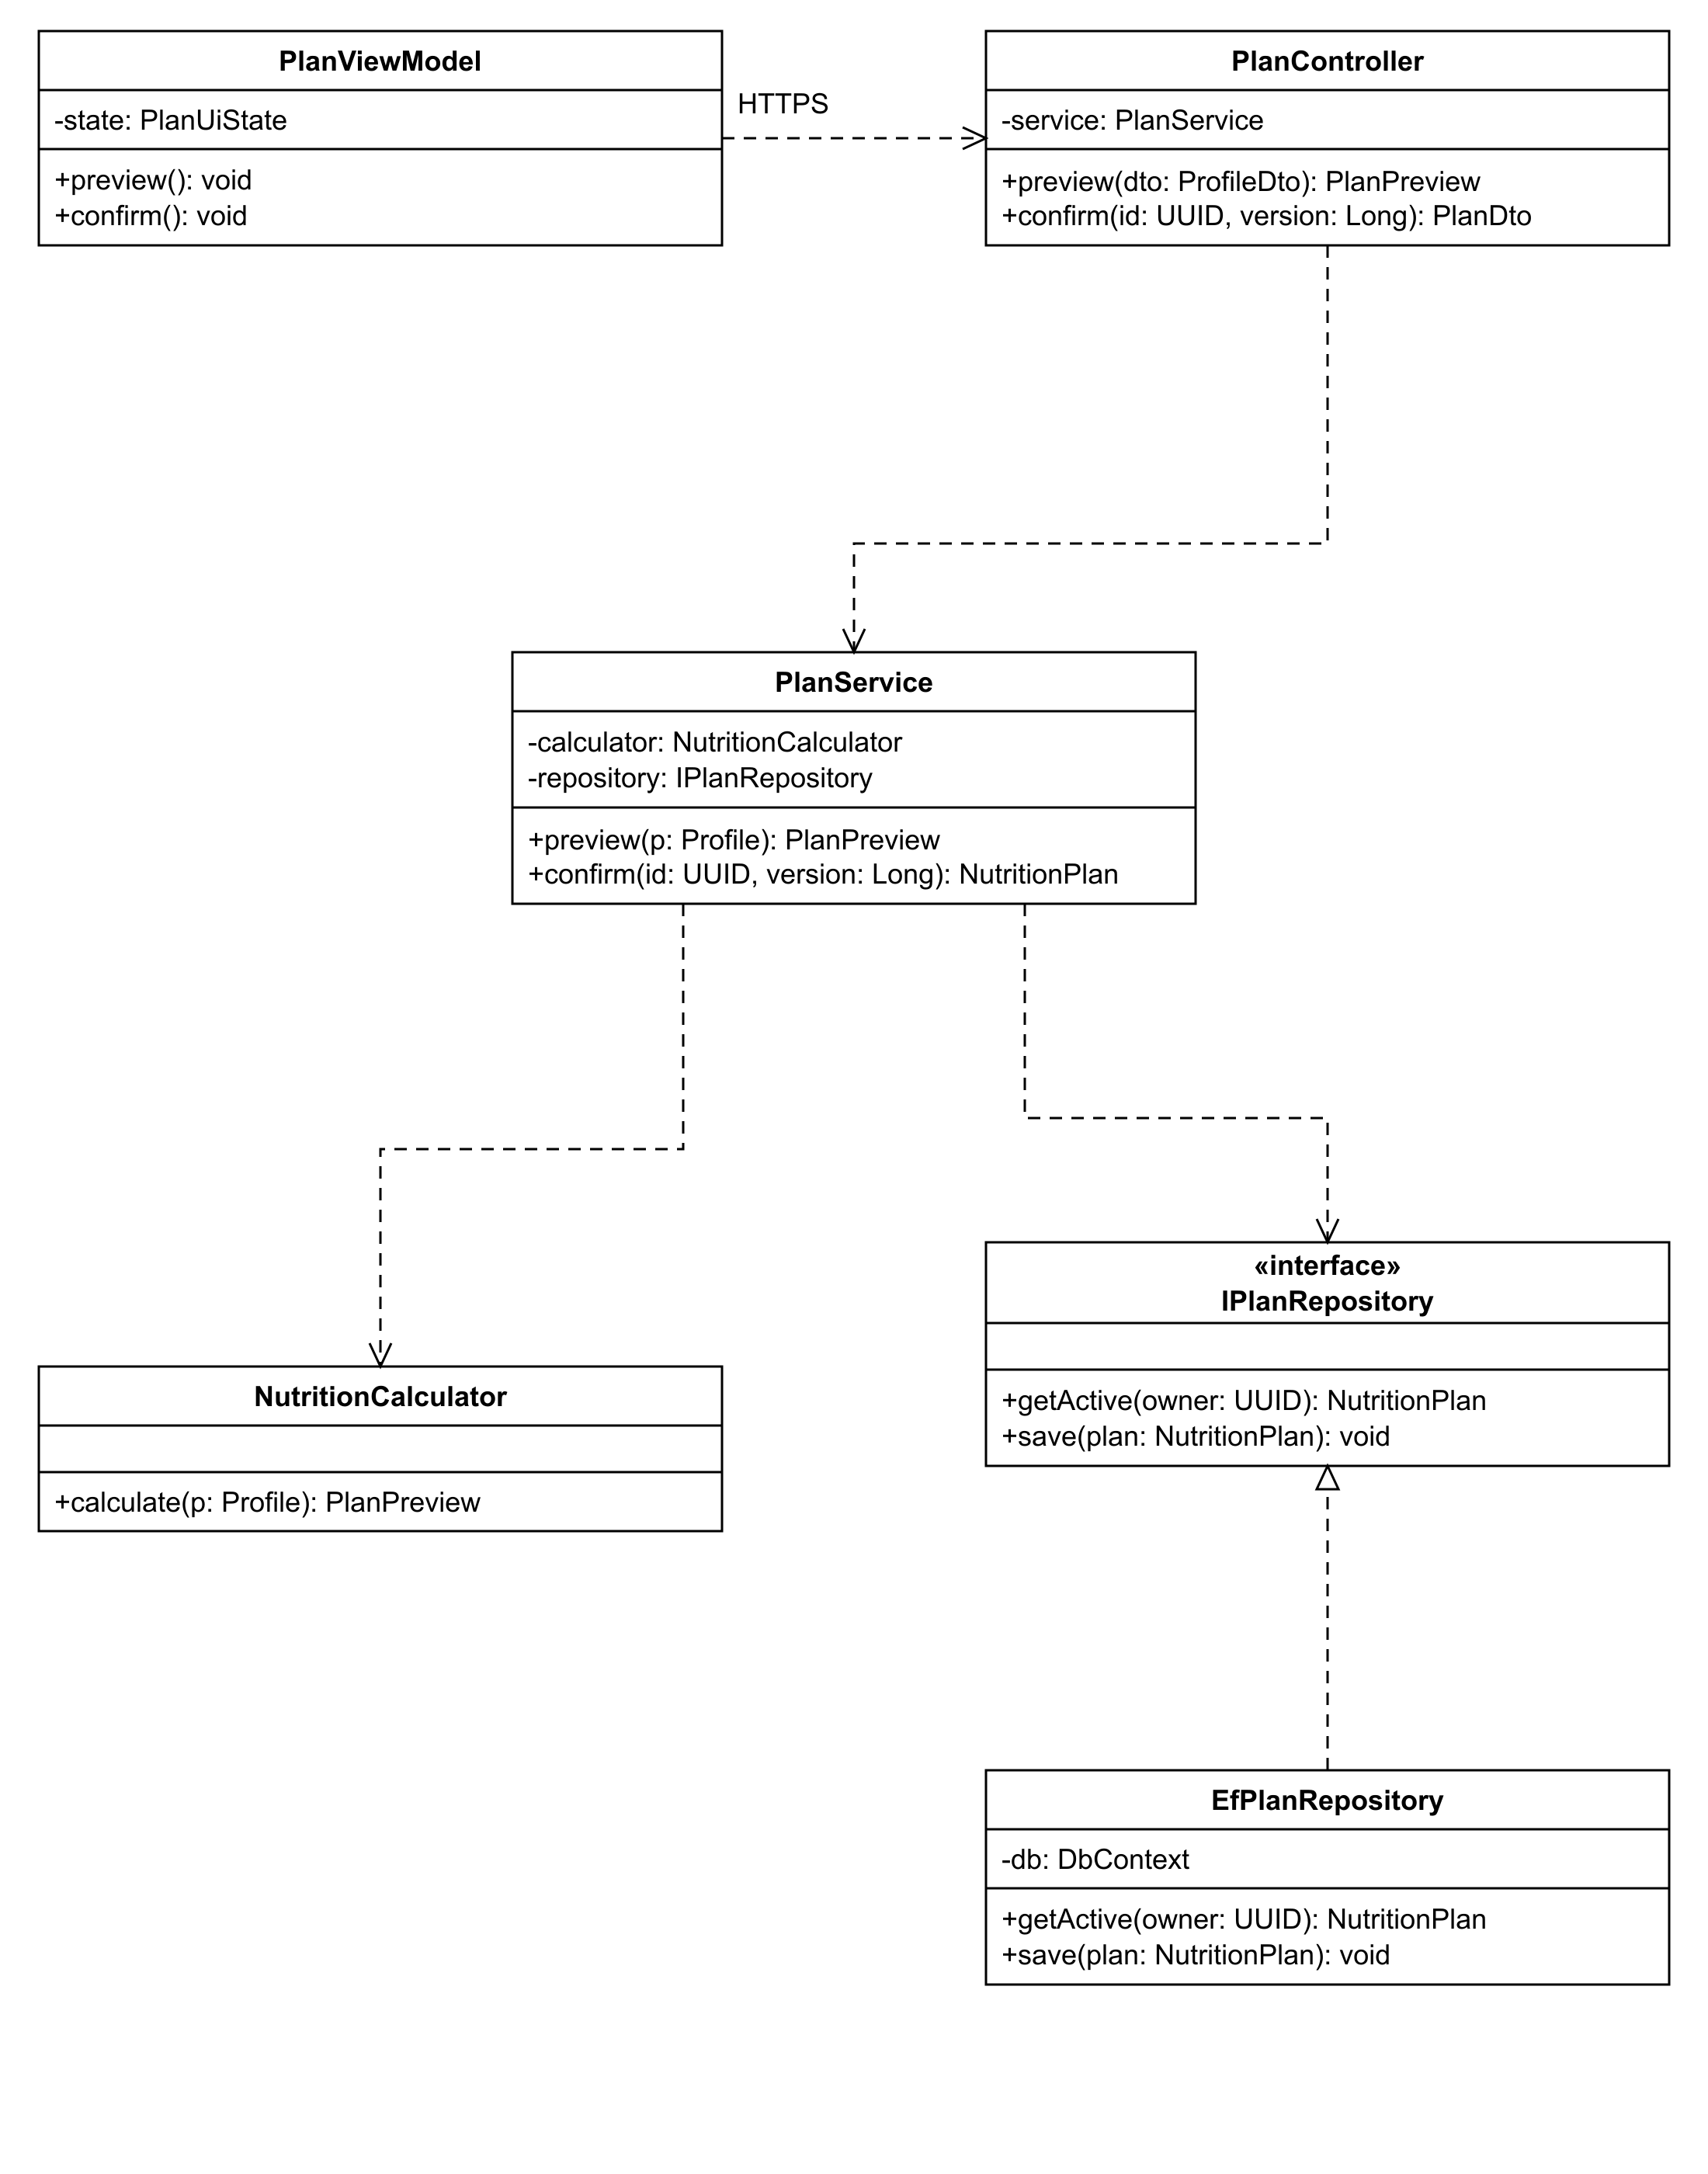 PlanViewModel
-state: PlanUiState
+preview(): void
+confirm(): void
HTTPS
PlanController
-service: PlanService
+preview(dto: ProfileDto): PlanPreview
+confirm(id: UUID, version: Long): PlanDto
PlanService
-calculator: NutritionCalculator
-repository: IPlanRepository
+preview(p: Profile): PlanPreview
+confirm(id: UUID, version: Long): NutritionPlan
NutritionCalculator
+calculate(p: Profile): PlanPreview
«interface»
IPlanRepository
+getActive(owner: UUID): NutritionPlan
+save(plan: NutritionPlan): void
EfPlanRepository
-db: DbContext
+getActive(owner: UUID): NutritionPlan
+save(plan: NutritionPlan): void